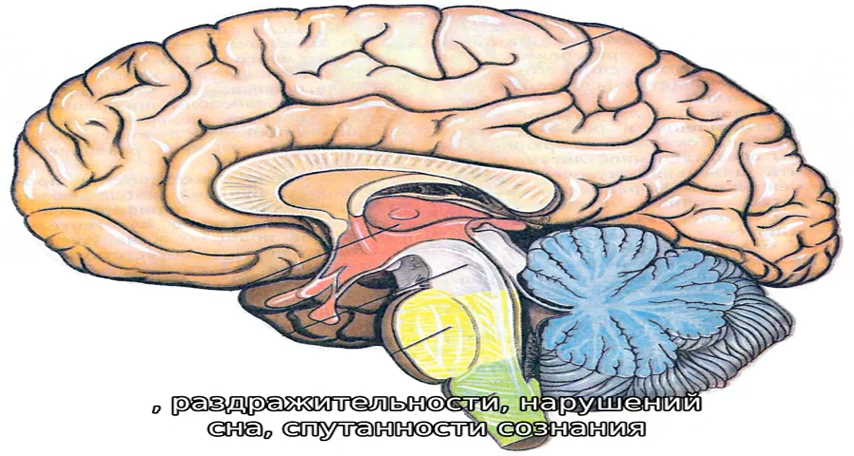 , раздражительности, нарушений
сна, спутанности сознания